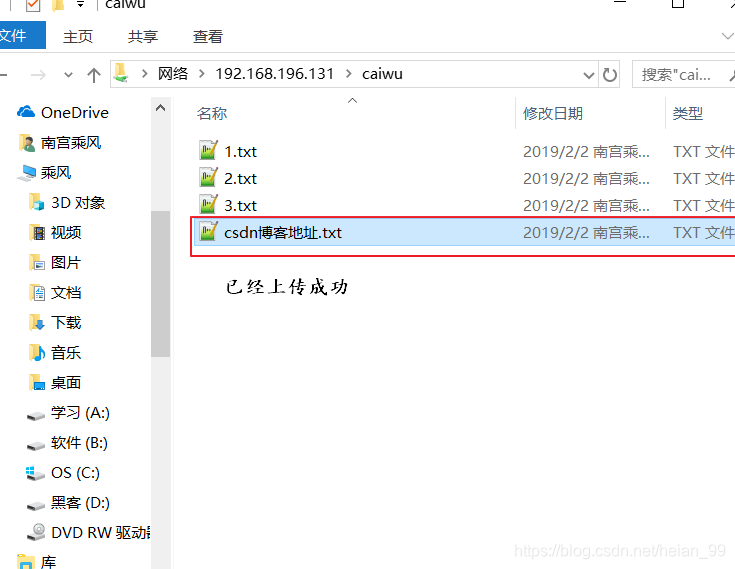 caiwu
文件 主页 共享 查看
网络 192.168.196.131 caiwu 搜索"cai...
名称 修改日期 类型
OneDrive
南宫乘风
乘风
3D 对象
视频
图片
文档
下载
音乐
桌面
学习 (A:)
软件 (B:)
OS (C:)
黑客 (D:)
DVD RW 驱动器
库
1.txt 2019/2/2 南宫乘... TXT 文件
2.txt 2019/2/2 南宫乘... TXT 文件
3.txt 2019/2/2 南宫乘... TXT 文件
csdn博客地址.txt 2019/2/2 南宫乘... TXT 文件
已经上传成功
https://blog.csdn.net/heian_99